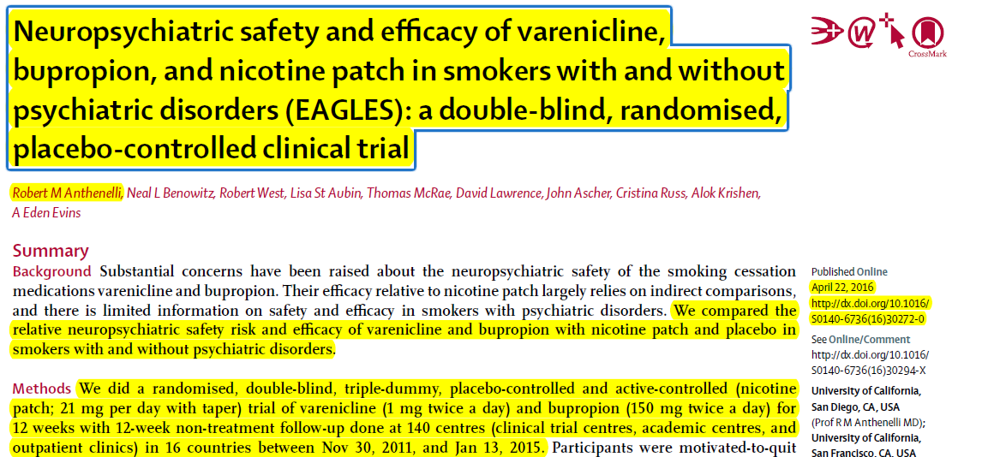 Neuropsychiatric safety and efficacy of varenicline,
bupropion, and nicotine patch in smokers with and without
psychiatric disorders (EAGLES): a double-blind, randomised,
placebo-controlled clinical trial
CrossMark
Robert M Anthenelli, Neal L Benowitz, Robert West, Lisa St Aubin, Thomas McRae, David Lawrence, John Ascher, Cristina Russ, Alok Krishen,
A Eden Evins
Summary
Background Substantial concerns have been raised about the neuropsychiatric safety of the smoking cessation
medications varenicline and bupropion. Their efficacy relative to nicotine patch largely relies on indirect comparisons,
and there is limited information on safety and efficacy in smokers with psychiatric disorders. We compared the
relative neuropsychiatric safety risk and efficacy of varenicline and bupropion with nicotine patch and placebo in
smokers with and without psychiatric disorders.
Methods We did a randomised, double-blind, triple-dummy, placebo-controlled and active-controlled (nicotine
patch; 21 mg per day with taper) trial of varenicline (1 mg twice a day) and bupropion (150 mg twice a day) for
12 weeks with 12-week non-treatment follow-up done at 140 centres (clinical trial centres, academic centres, and
outpatient clinics) in 16 countries between Nov 30, 2011, and Jan 13, 2015. Participants were motivated-to-quit
Published Online
April 22, 2016
http://dx.doi.org/10.1016/
S0140-6736(16)30272-0
See Online/Comment
http://dx.doi.org/10.1016/
S0140-6736(16)30294-X
University of California,
San Diego, CA, USA
(Prof R M Anthenelli MD);
University of California,
San Francisco, CA, USA